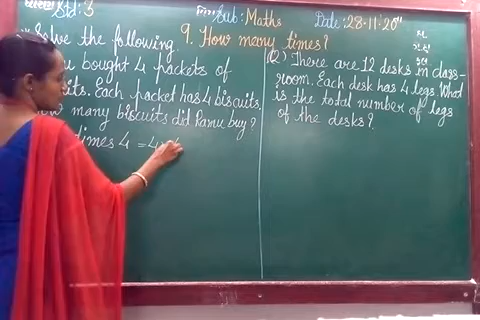 Std: 3
Sub: Maths
Date: 28-11-20
9. How many times?
Solve the following.
bought 4 packets of
Each packet has 4 biscuits.
many biscuits did Ramu buy?
times 4 = 4
Q) There are 12 desks in class-
room. Each desk has 4 legs. What
is the total number of legs
of the desks?